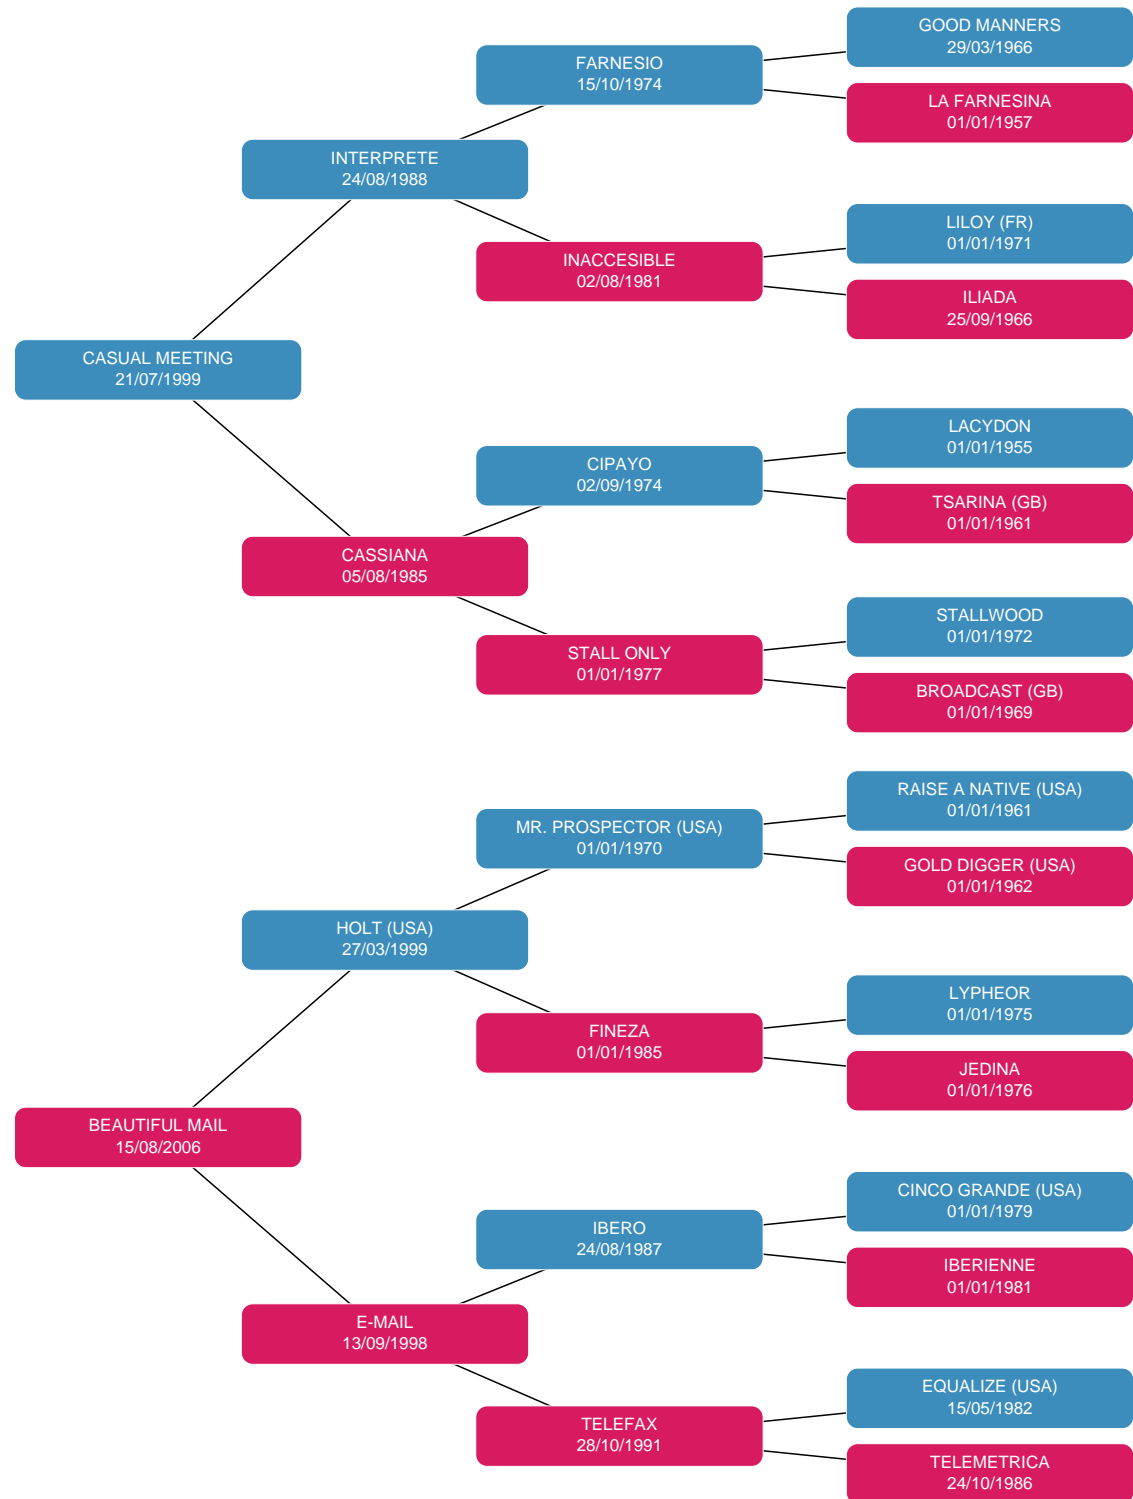 GOOD MANNERS
29/03/1966
FARNESIO
15/10/1974
LA FARNESINA
01/01/1957
INTERPRETE
24/08/1988
LILOY (FR)
01/01/1971
INACCESIBLE
02/08/1981
ILIADA
25/09/1966
CASUAL MEETING
21/07/1999
LACYDON
01/01/1955
CIPAYO
02/09/1974
TSARINA (GB)
01/01/1961
CASSIANA
05/08/1985
STALLWOOD
01/01/1972
STALL ONLY
01/01/1977
BROADCAST (GB)
01/01/1969
RAISE A NATIVE (USA)
01/01/1961
MR. PROSPECTOR (USA)
01/01/1970
GOLD DIGGER (USA)
01/01/1962
HOLT (USA)
27/03/1999
LYPHEOR
01/01/1975
FINEZA
01/01/1985
JEDINA
01/01/1976
BEAUTIFUL MAIL
15/08/2006
CINCO GRANDE (USA)
01/01/1979
IBERO
24/08/1987
IBERIENNE
01/01/1981
E-MAIL
13/09/1998
EQUALIZE (USA)
15/05/1982
TELEFAX
28/10/1991
TELEMETRICA
24/10/1986